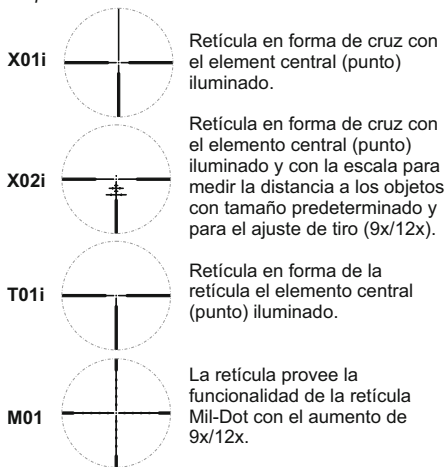 X01i
Retícula en forma de cruz con
el element central (punto)
iluminado.
X02i
Retícula en forma de cruz con
el elemento central (punto)
iluminado y con la escala para
medir la distancia a los objetos
con tamaño predeterminado y
para el ajuste de tiro (9x/12x).
T01i
Retícula en forma de la
retícula el elemento central
(punto) iluminado.
M01
La retícula provee la
funcionalidad de la retícula
Mil-Dot con el aumento de
9x/12x.